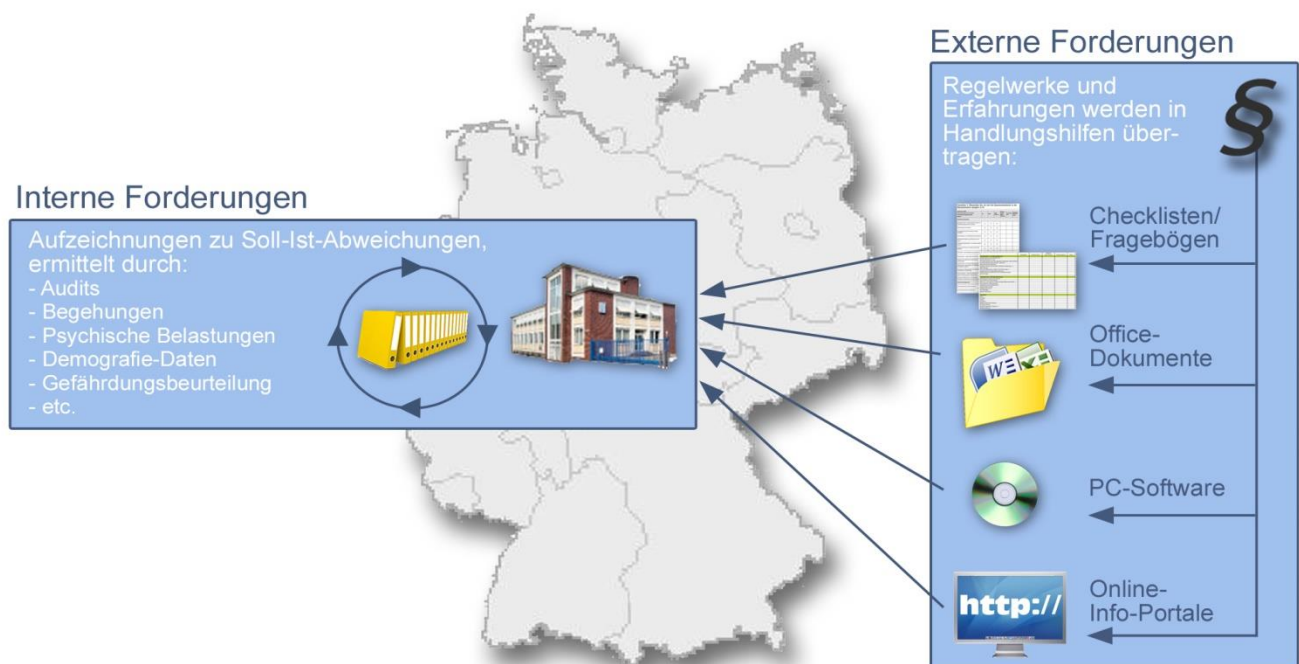 Externe Forderungen
Regelwerke und
Erfahrungen werden in
Handlungshilfen über-
tragen:
§
Checklisten/
Fragebögen
Office-
Dokumente
W E
PC-Software
http://
Online-
Info-Portale
Interne Forderungen
Aufzeichnungen zu Soll-Ist-Abweichungen,
ermittelt durch:
- Audits
- Begehungen
- Psychische Belastungen
- Demografie-Daten
- Gefährdungsbeurteilung
- etc.